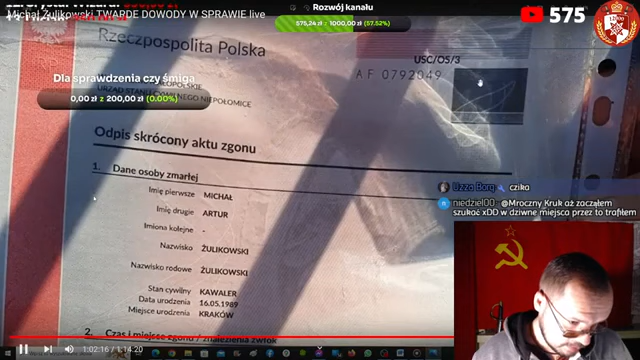 Michał Żulikowski TWARDE DOWODY W SPRAWIE live
Rozwój kanału
575,24 zł z 1000,00 zł (57.52%)
575
Rzeczpospolita Polska
USC/OS/3
AF 0792049
Dla sprawdzenia czy śmiga
0,00 zł z 200,00 zł (0.00%)
URZĄD STANU CYWILNEGO NIEPOŁOMICE
Odpis skrócony aktu zgonu
1. Dane osoby zmarłej
Imię pierwsze MICHAŁ
Imię drugie ARTUR
Imiona kolejne -
Nazwisko ŻULIKOWSKI
Nazwisko rodowe ŻULIKOWSKI
Stan cywilny KAWALER
Data urodzenia 16.05.1989
Miejsce urodzenia KRAKÓW
2. Czas i miejsce zgonu / znalezienia zwłok
czika
niedziel00 @Mroczny Kruk aż zacząłem
szukać xDD w dziwne miejsca przez to trafiłem
1:02:16 / 1:14:20